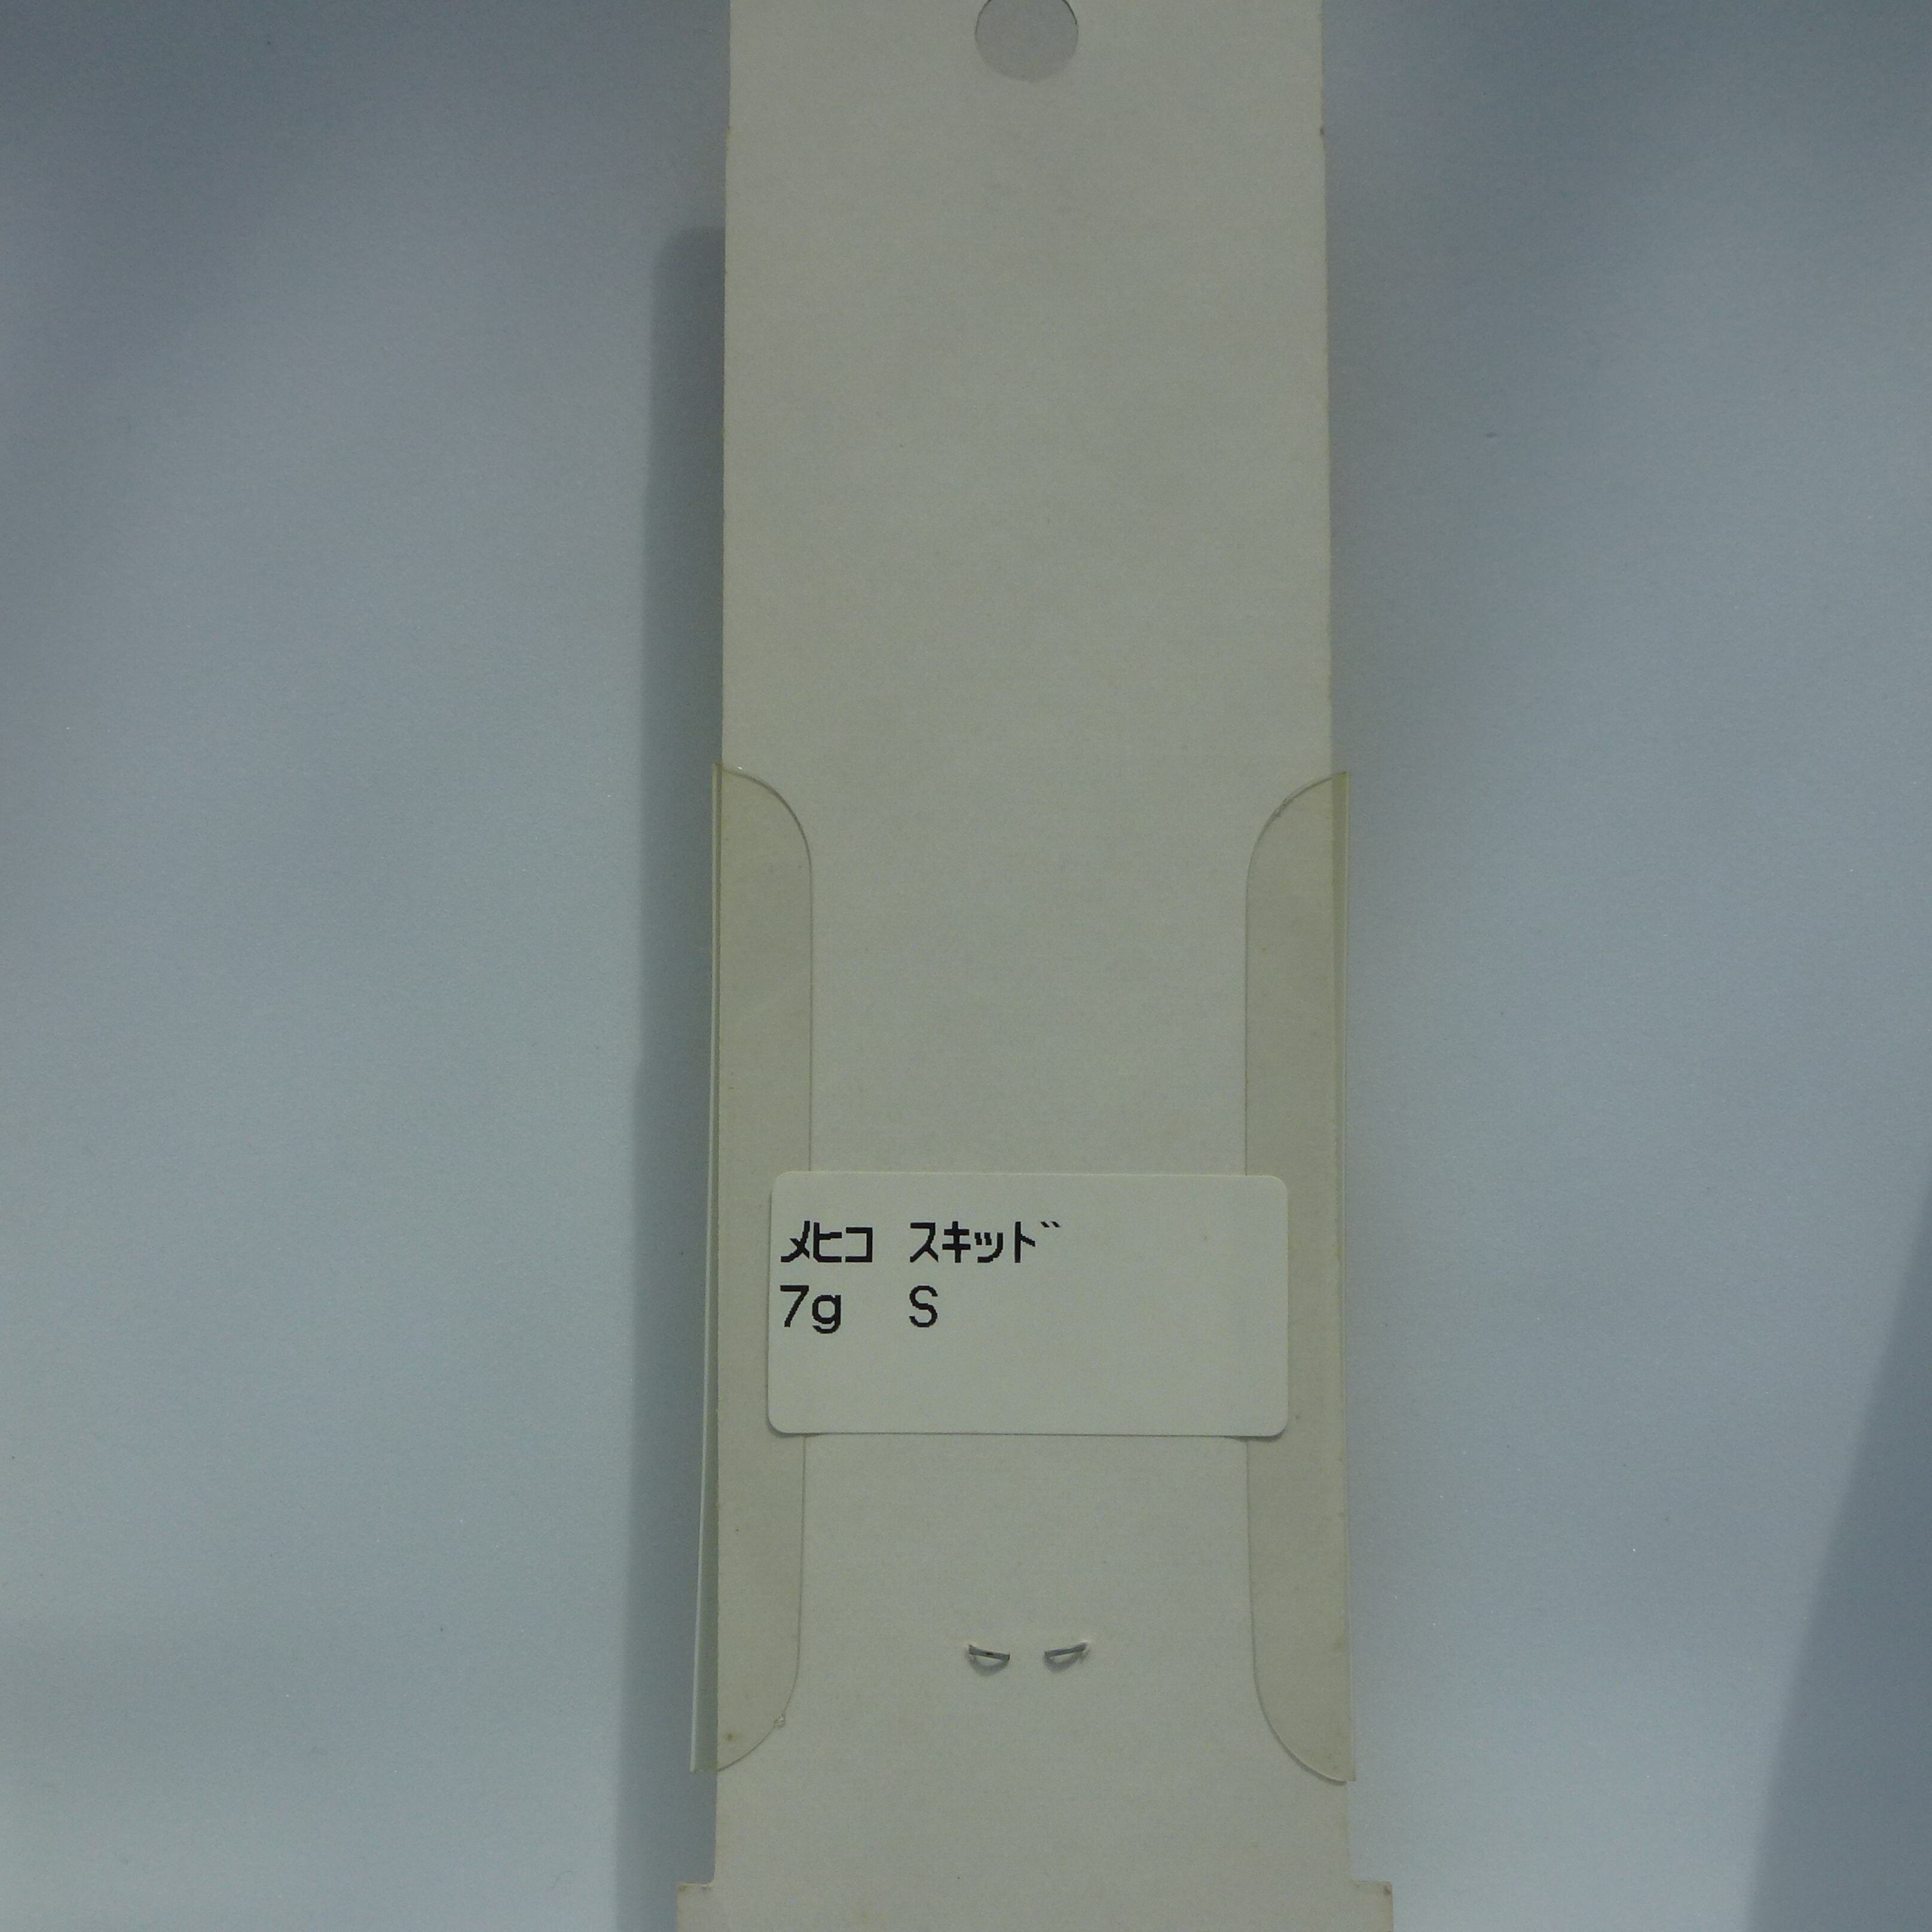 ﾒﾋｺ ｽｷｯﾄﾞ
7g S